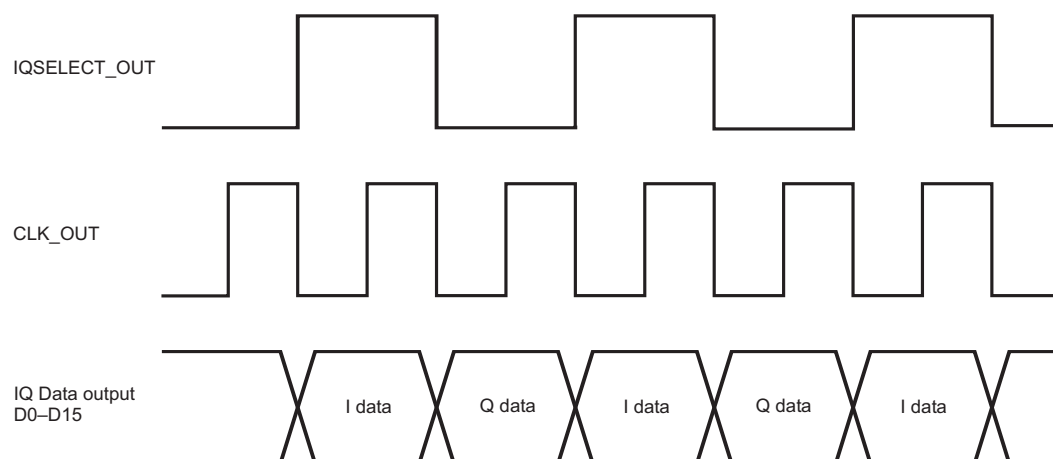 IQSELECT_OUT
CLK_OUT
IQ Data output
D0–D15
I data
Q data
I data
Q data
I data